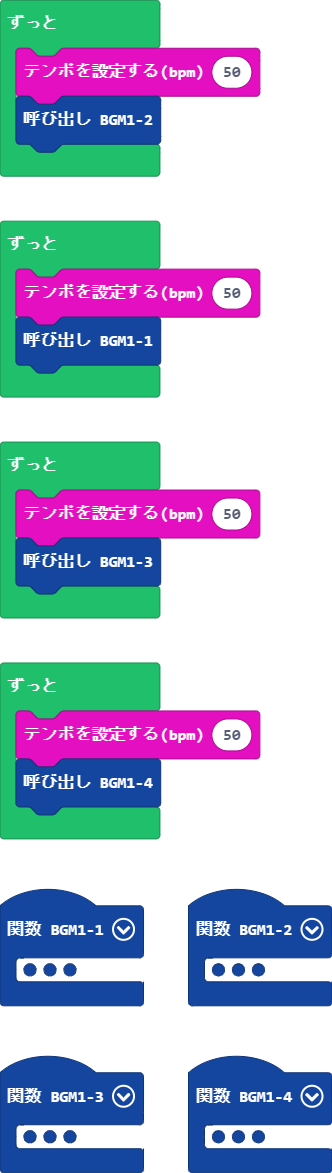 ずっと
テンポを設定する(bpm) 50
呼び出し BGM1-2
ずっと
テンポを設定する(bpm) 50
呼び出し BGM1-1
ずっと
テンポを設定する(bpm) 50
呼び出し BGM1-3
ずっと
テンポを設定する(bpm) 50
呼び出し BGM1-4
関数 BGM1-1
関数 BGM1-2
関数 BGM1-3
関数 BGM1-4